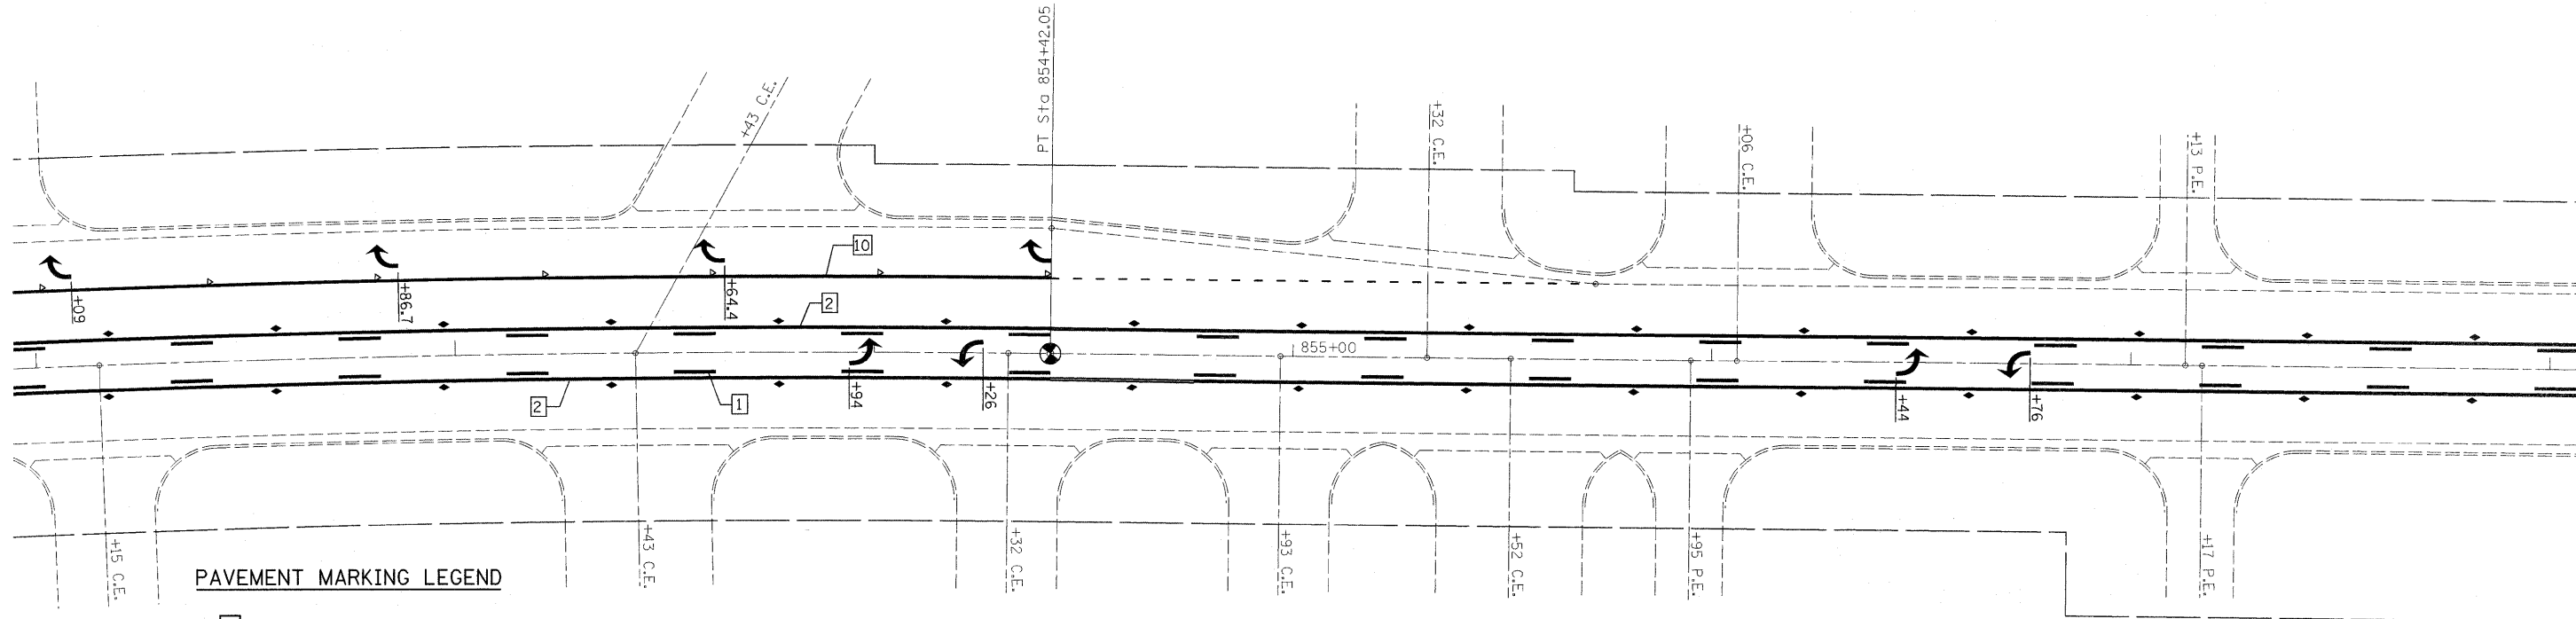 PT Sta 854+42.05
+43 C.E.
+32 C.E.
+06 C.E.
+13 P.E.
10
+09
+86.7
+64.4
2
855+00
2
1
+94
+26
+44
+76
+15 C.E.
+43 C.E.
+32 C.E.
+93 C.E.
+52 C.E.
+95 P.E.
+17 P.E.
PAVEMENT MARKING LEGEND